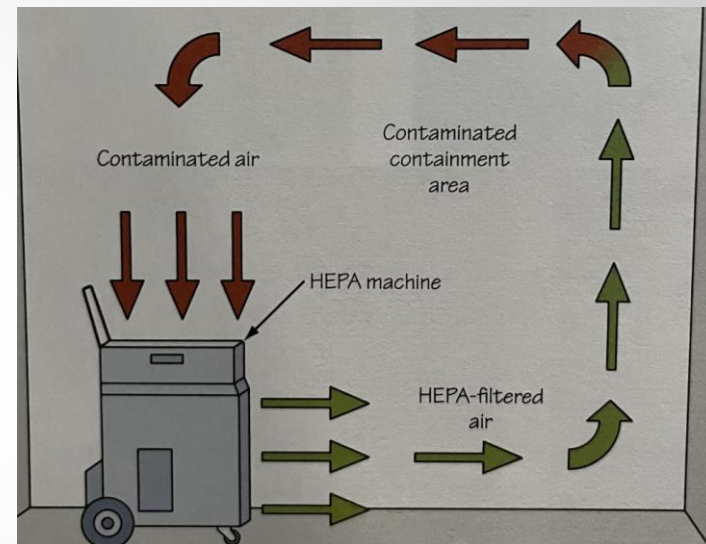 Contaminated air
Contaminated
containment
area
HEPA machine
HEPA-filtered
air